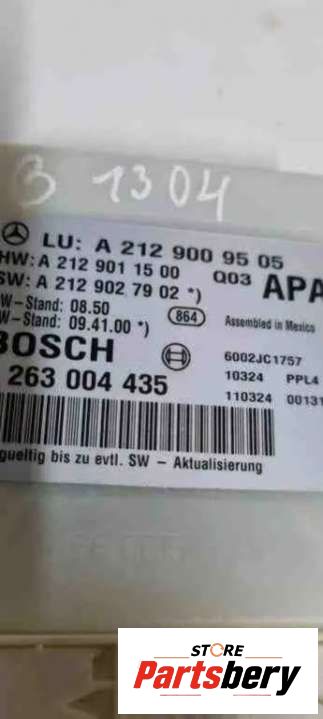 3 1304
LU: A 212 900 95 05
HW: A 212 901 15 00 Q03 APA
SW: A 212 902 79 02 *)
W-Stand: 08.50
W-Stand: 09.41.00 *) 864 Assembled in Mexico
BOSCH 6002JC1757
263 004 435 10324 PPL4
110324 00131
gueltig bis zu evtl. SW - Aktualisierung
STORE
Partsbery